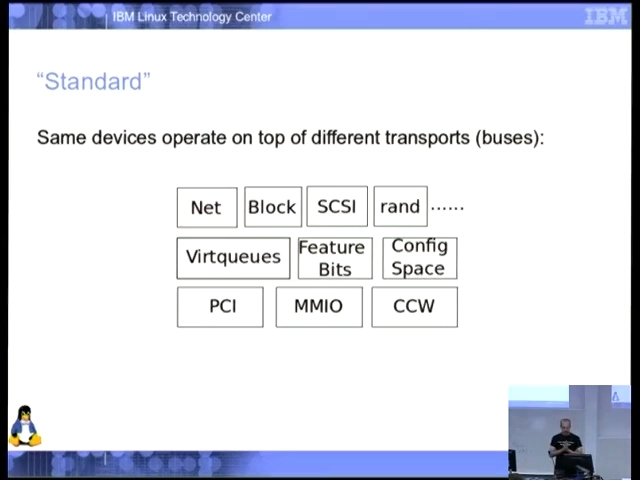 IBM Linux Technology Center
IBM
“Standard”
Same devices operate on top of different transports (buses):
Net Block SCSI rand ......
Virtqueues Feature Bits Config Space
PCI MMIO CCW